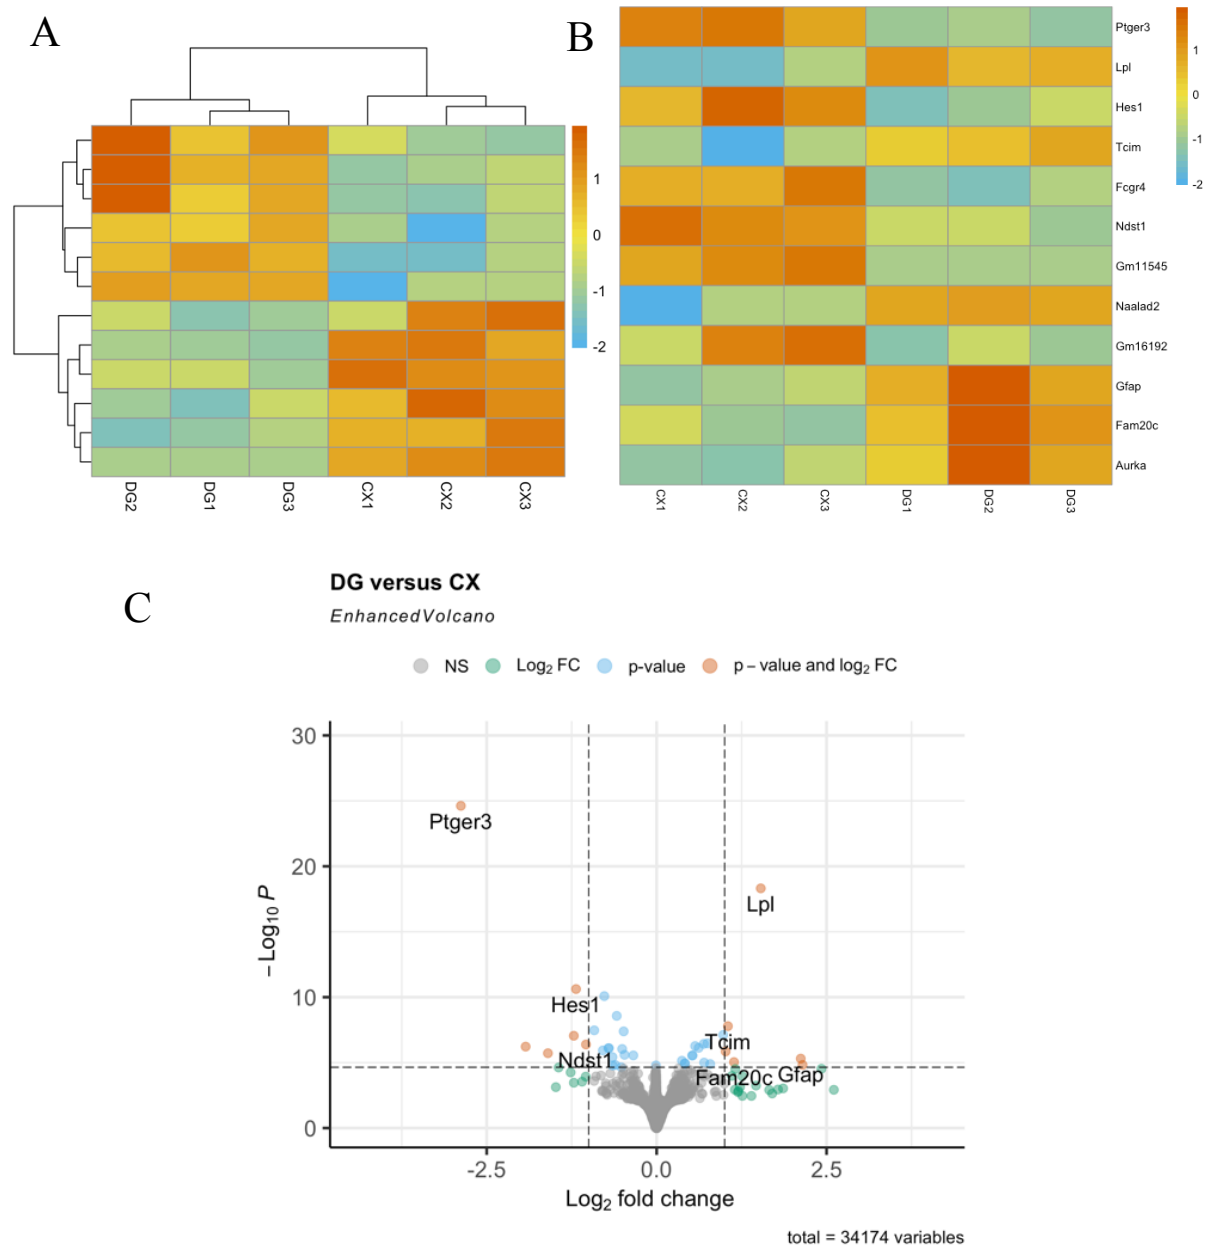 A
1
0
-1
-2
DG2
DG1
DG3
CX1
CX2
CX3
B
Ptger3
Lpl
Hes1
Tcim
Fcgr4
Ndst1
Gm11545
Naalad2
Gm16192
Gfap
Fam20c
Aurka
1
0
-1
-2
CX1
CX2
CX3
DG1
DG2
DG3
C
DG versus CX
EnhancedVolcano
NS
Log₂ FC
p-value
p – value and log₂ FC
30
20
10
0
–Log₁₀ P
Ptger3
Lpl
Hes1
Tcim
Ndst1
Fam20c
Gfap
-2.5
0.0
2.5
Log₂ fold change
total = 34174 variables